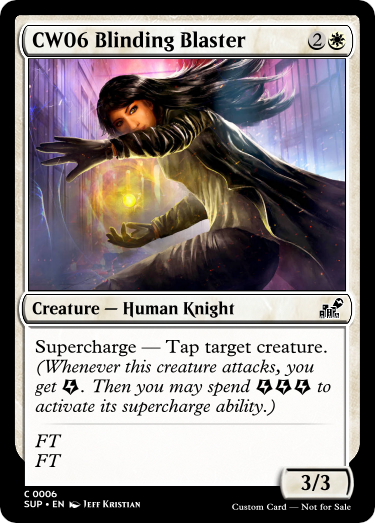 CW06 Blinding Blaster 2
Creature — Human Knight
Supercharge — Tap target creature.
(Whenever this creature attacks, you
get . Then you may spend to
activate its supercharge ability.)
FT
FT
3/3
C 0006
SUP • EN Jeff Kristian
Custom Card — Not for Sale